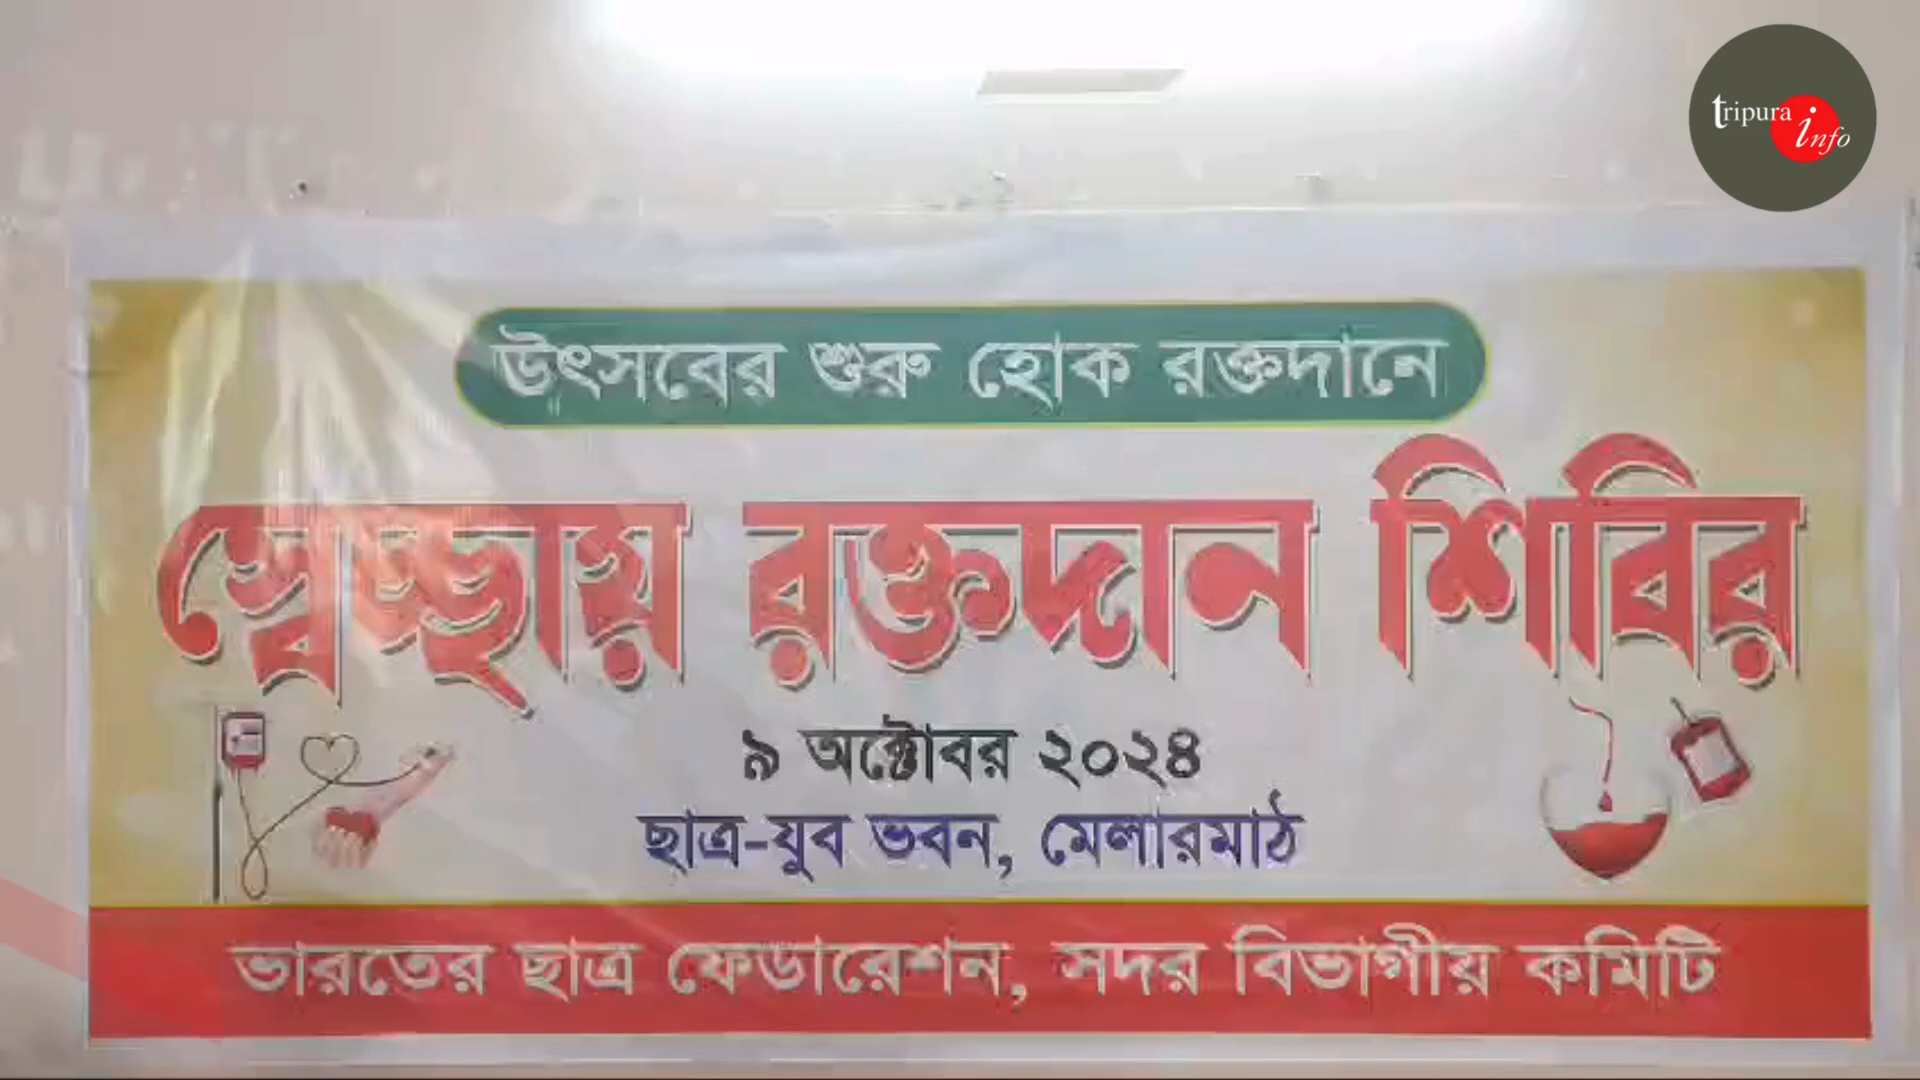 tripura
info
উৎসবের শুরু হোক রক্তদানে
স্বেচ্ছায় রক্তদান শিবির
৯ অক্টোবর ২০২৪
ছাত্র-যুব ভবন, মেলারমাঠ
ভারতের ছাত্র ফেডারেশন, সদর বিভাগীয় কমিটি